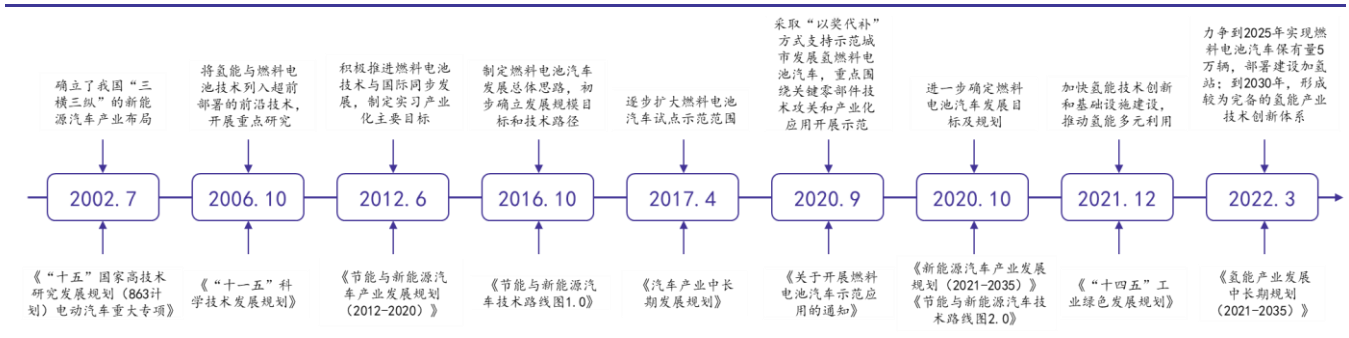 确立了我国“三
横三纵”的新能
源汽车产业布局
将氢能与燃料电
池技术列入超前
部署的前沿技术，
开展重点研究
积极推进燃料电池
技术与国际同步发
展，制定实习产业
化主要目标
制定燃料电池汽车
发展总体思路，初
步确立发展规模目
标和技术路径
逐步扩大燃料电池
汽车试点示范范围
采取“以奖代补”
方式支持示范城
市发展氢燃料电
池汽车，重点围
绕关键零部件技
术攻关和产业化
应用开展示范
进一步确定燃料
电池汽车发展目
标及规划
加快氢能技术创新
和基础设施建设，
推动氢能多元利用
力争到2025年实现燃
料电池汽车保有量5
万辆，部署建设加氢
站；到2030年，形成
较为完备的氢能产业
技术创新体系
2002.7
2006.10
2012.6
2016.10
2017.4
2020.9
2020.10
2021.12
2022.3
《“十五”国家高技术
研究发展规划（863计
划）电动汽车重大专项》
《“十一五”科
学技术发展规划》
《节能与新能源汽
车产业发展规划
（2012-2020）》
《节能与新能源汽
车技术路线图1.0》
《汽车产业中长
期发展规划》
《关于开展燃料
电池汽车示范应
用的通知》
《新能源汽车产业发展
规划（2021-2035）》
《节能与新能源汽车技
术路线图2.0》
《“十四五”工
业绿色发展规划》
《氢能产业发展
中长期规划
（2021-2035）》